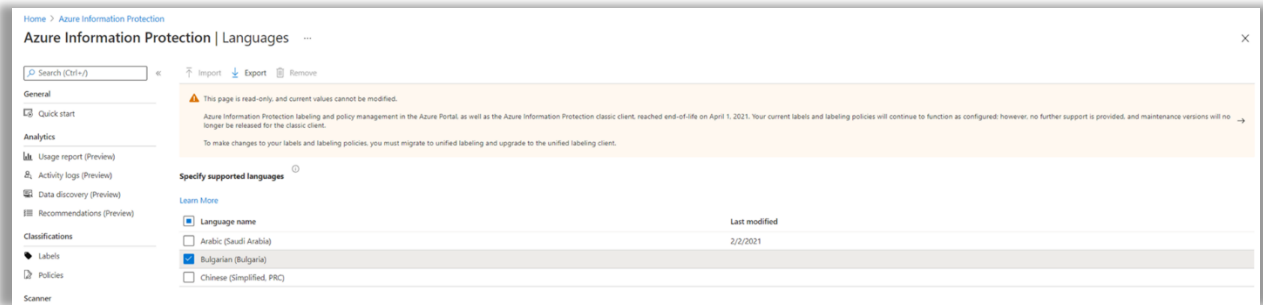 Home > Azure Information Protection
Azure Information Protection | Languages ...
Search (Ctrl+/)
«
Import Export Remove
General
Quick start
Analytics
Usage report (Preview)
Activity logs (Preview)
Data discovery (Preview)
Recommendations (Preview)
Classifications
Labels
Policies
Scanner
This page is read-only, and current values cannot be modified.
Azure Information Protection labeling and policy management in the Azure Portal, as well as the Azure Information Protection classic client, reached end-of-life on April 1, 2021. Your current labels and labeling policies will continue to function as configured; however, no further support is provided, and maintenance versions will no
longer be released for the classic client.
To make changes to your labels and labeling policies, you must migrate to unified labeling and upgrade to the unified labeling client.
Specify supported languages
Learn More
Language name Last modified
Arabic (Saudi Arabia) 2/2/2021
Bulgarian (Bulgaria)
Chinese (Simplified, PRC)